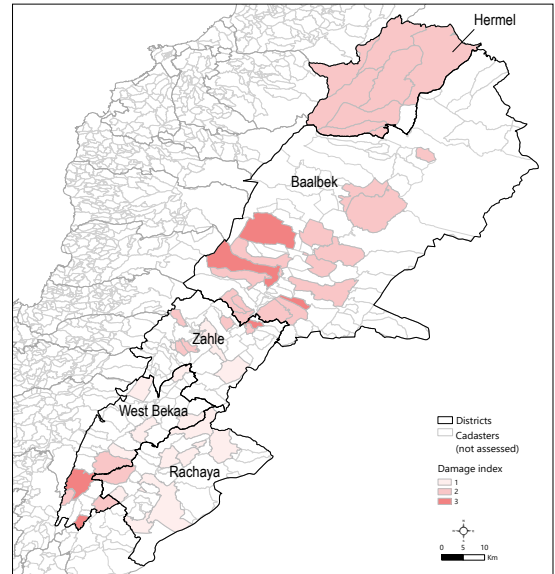 Hermel
Baalbek
Zahle
West Bekaa
Rachaya
Districts
Cadasters
(not assessed)
Damage index
1
2
3
0 5 10
Km